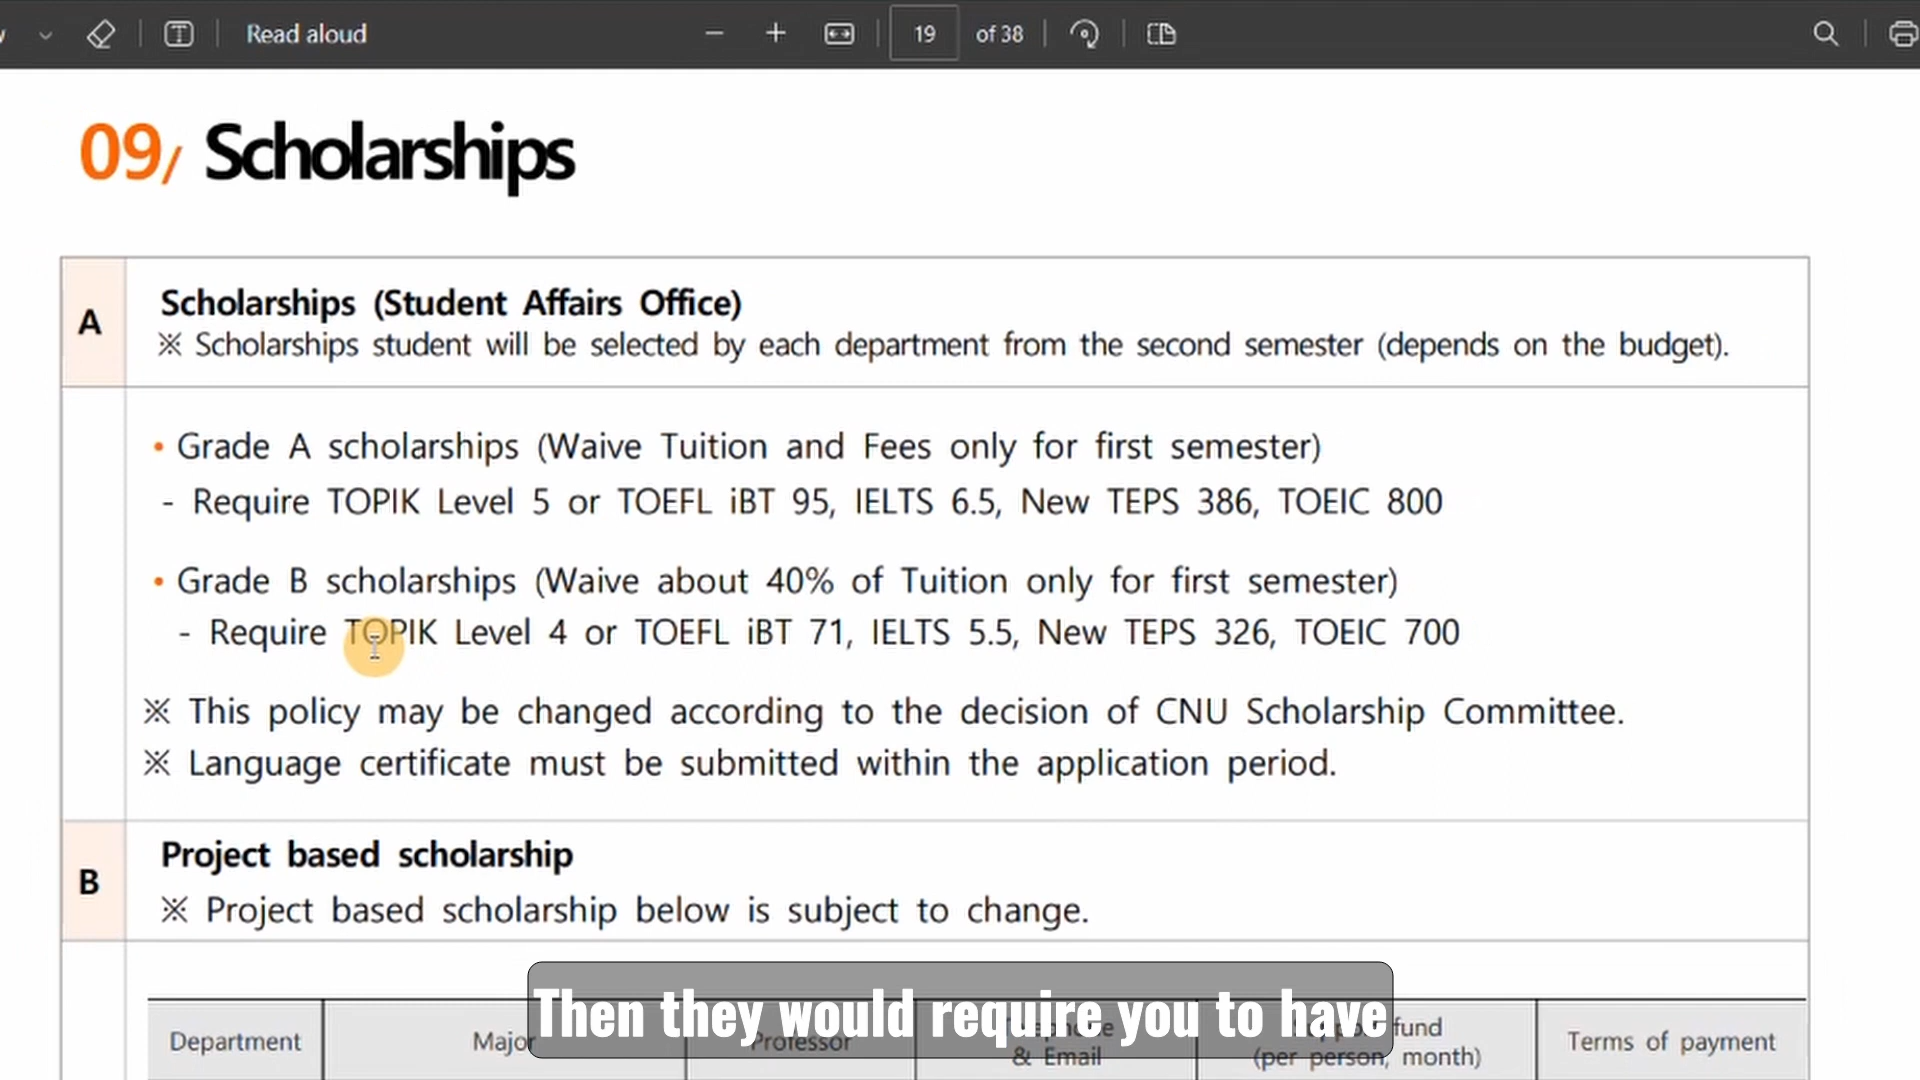 Read aloud
19 of 38
09/ Scholarships
A
Scholarships (Student Affairs Office)
※ Scholarships student will be selected by each department from the second semester (depends on the budget).
• Grade A scholarships (Waive Tuition and Fees only for first semester)
- Require TOPIK Level 5 or TOEFL iBT 95, IELTS 6.5, New TEPS 386, TOEIC 800
• Grade B scholarships (Waive about 40% of Tuition only for first semester)
- Require TOPIK Level 4 or TOEFL iBT 71, IELTS 5.5, New TEPS 326, TOEIC 700
※ This policy may be changed according to the decision of CNU Scholarship Committee.
※ Language certificate must be submitted within the application period.
B
Project based scholarship
※ Project based scholarship below is subject to change.
Then they would require you to have
Department Major Professor & Email fund (per person, month) Terms of payment